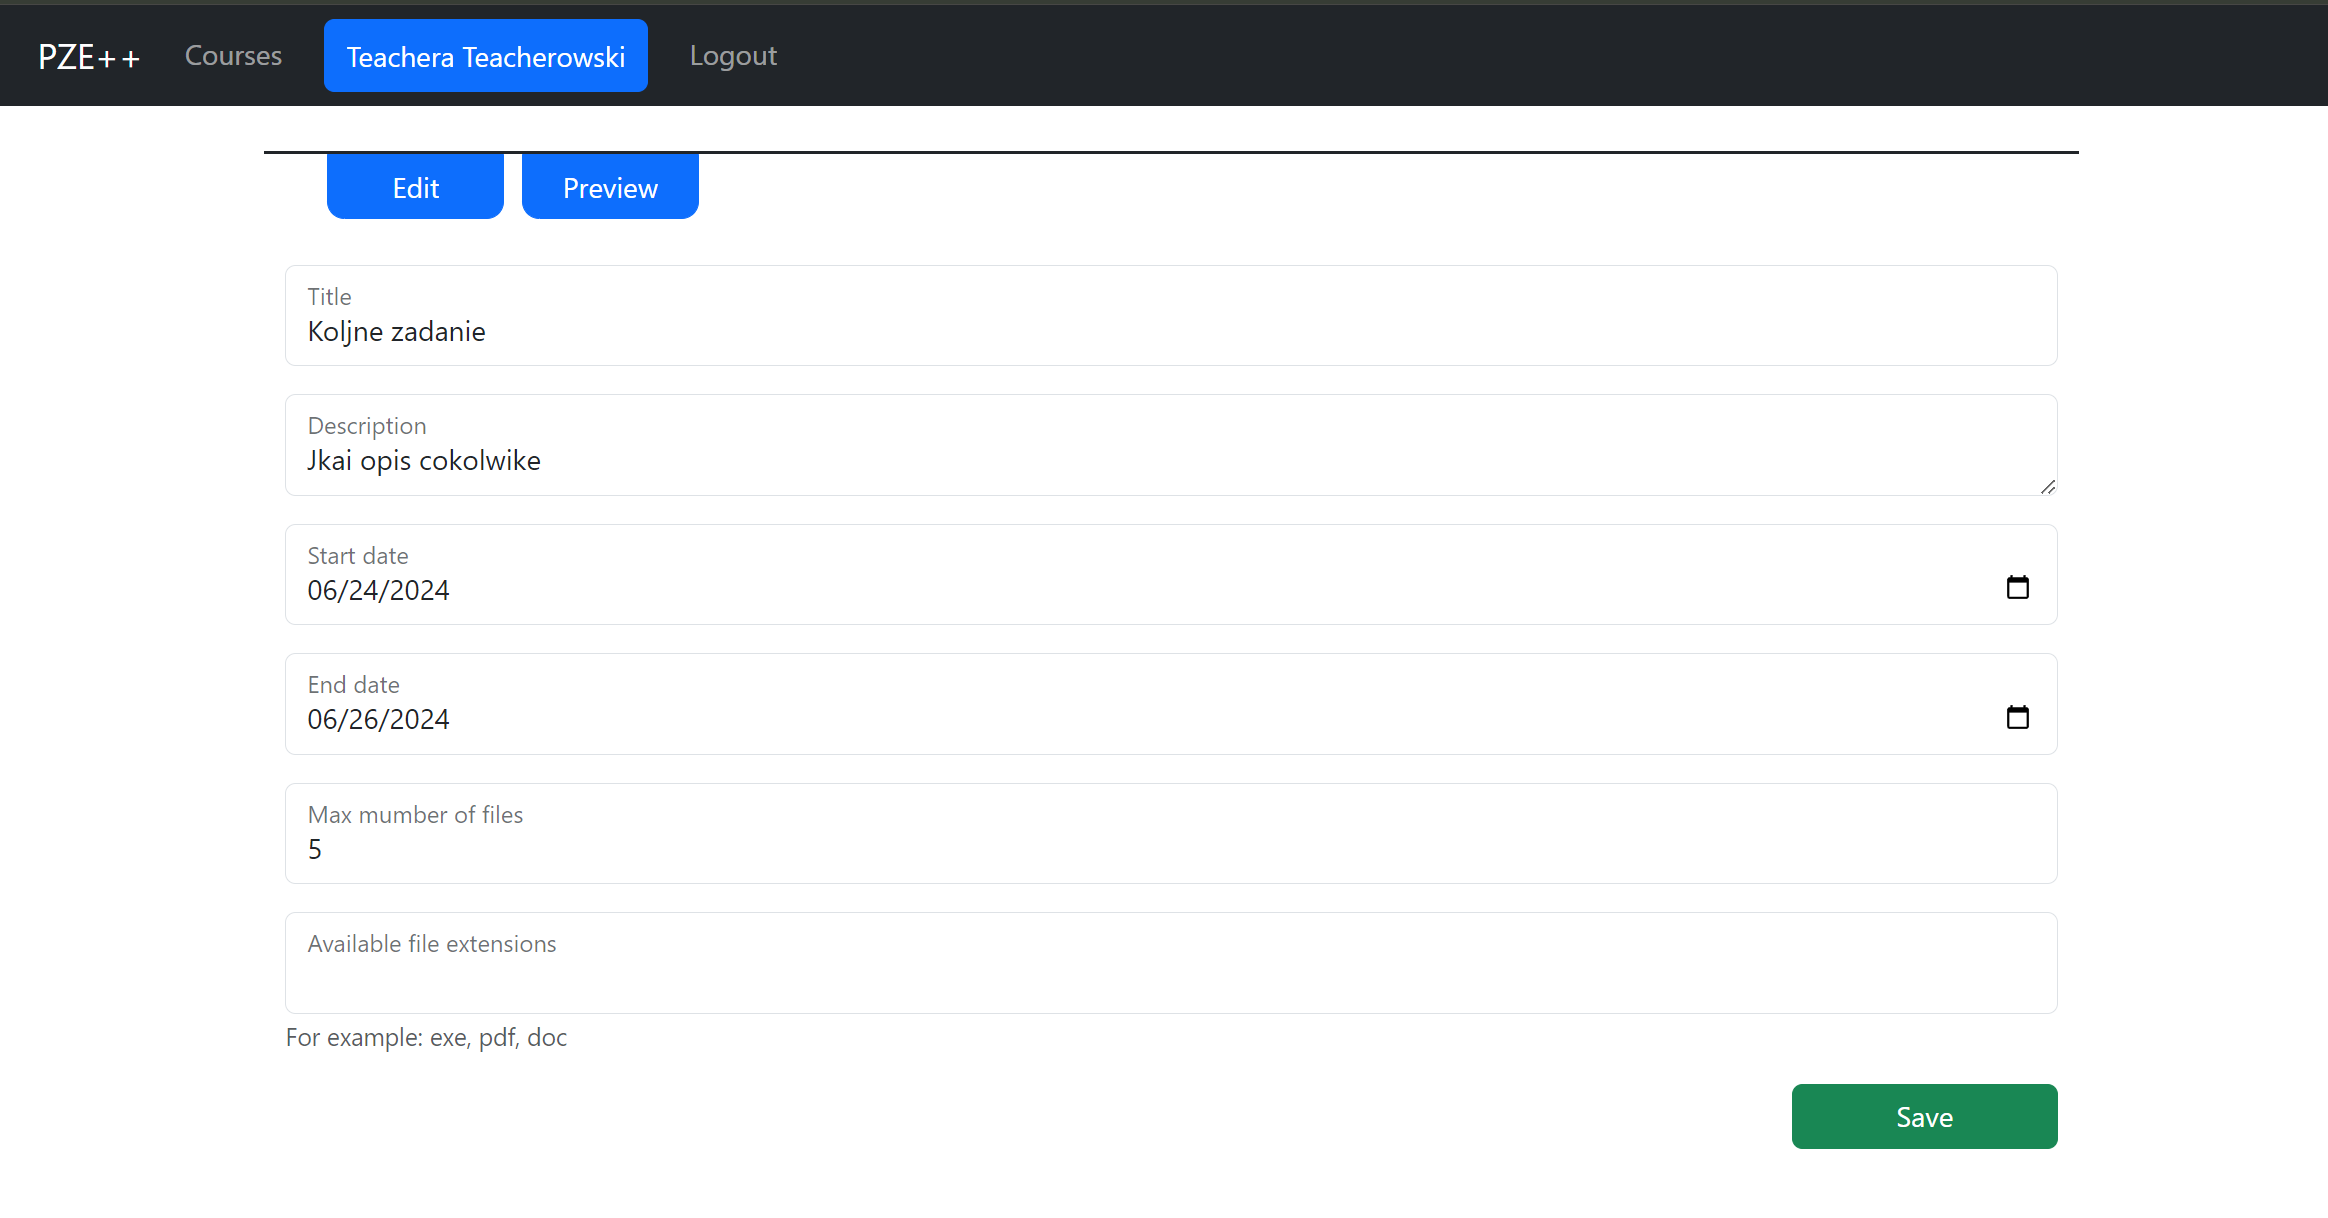 PZE++ Courses Teachera Teacherowski Logout
Edit Preview
Title
Koljne zadanie
Description
Jkai opis cokolwike
Start date
06/24/2024
End date
06/26/2024
Max mumber of files
5
Available file extensions
For example: exe, pdf, doc
Save